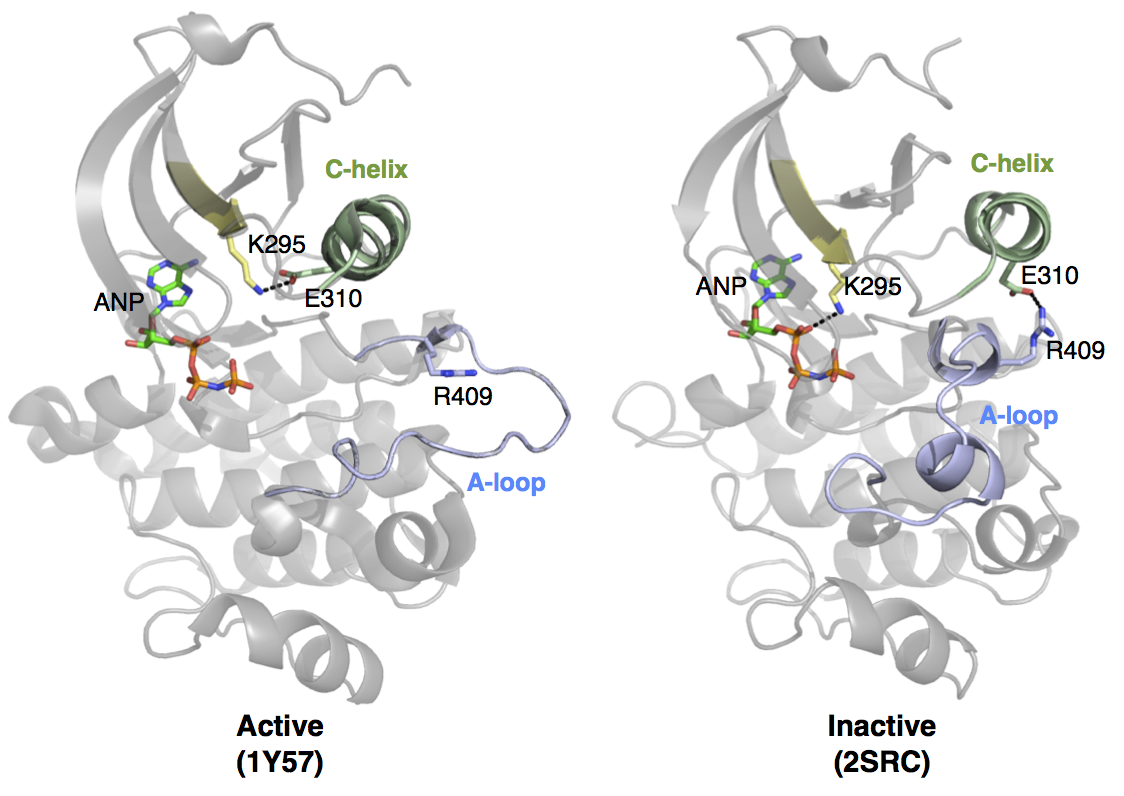 C-helix
K295
E310
ANP
R409
A-loop
Active
(1Y57)
C-helix
E310
ANP
K295
R409
A-loop
Inactive
(2SRC)